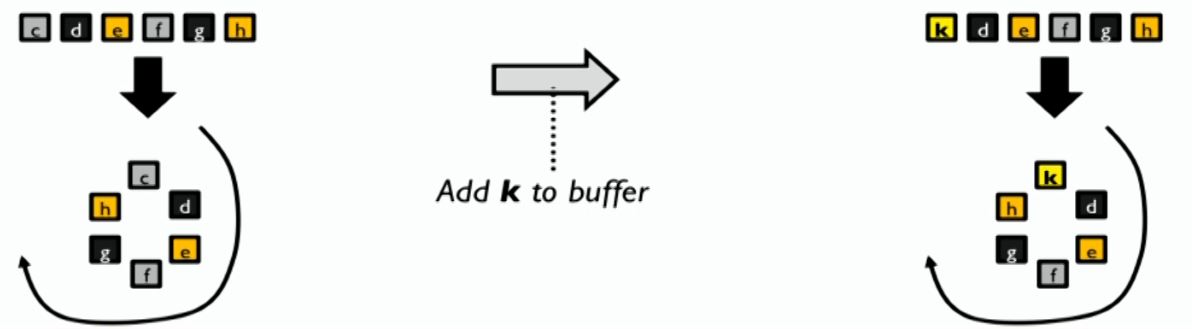 c d e f g h
k d e f g h
c
h d
g e
f
Add k to buffer
k
h d
g e
f